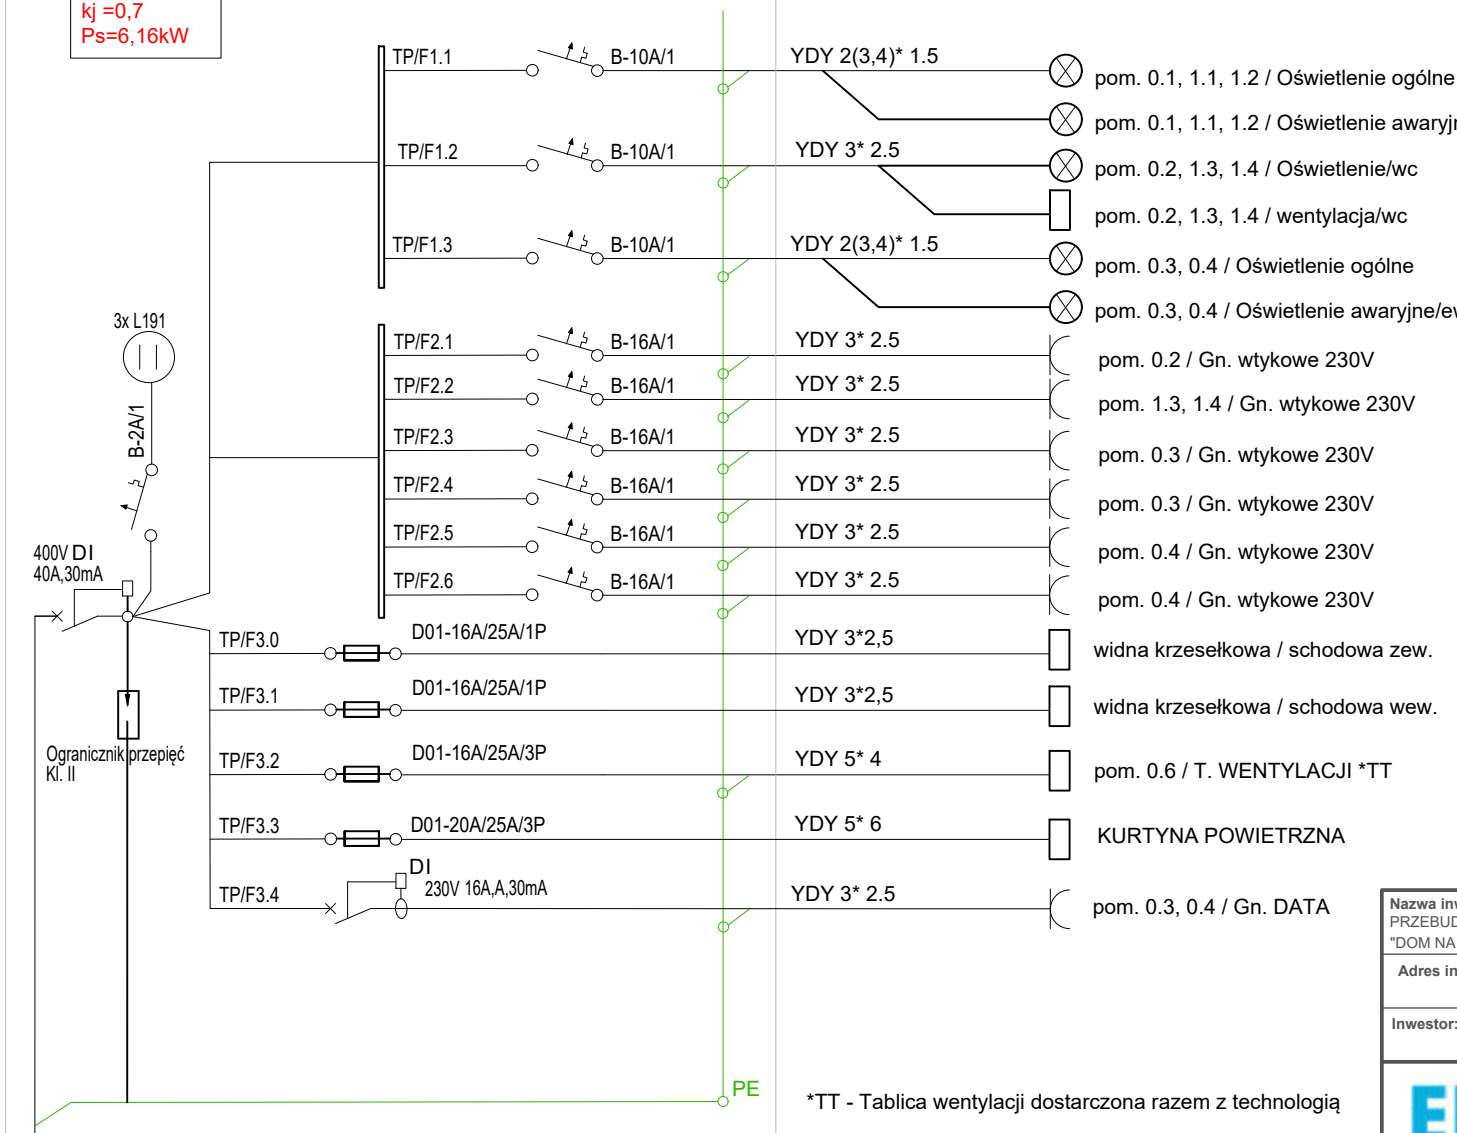 kj =0,7
Ps=6,16kW
TP/F1.1
B-10A/1
YDY 2(3,4)* 1.5
pom. 0.1, 1.1, 1.2 / Oświetlenie ogólne
pom. 0.1, 1.1, 1.2 / Oświetlenie
TP/F1.2
B-10A/1
YDY 3* 2.5
pom. 0.2, 1.3, 1.4 / Oświetlenie/wc
pom. 0.2, 1.3, 1.4 / wentylacja/wc
TP/F1.3
B-10A/1
YDY 2(3,4)* 1.5
pom. 0.3, 0.4 / Oświetlenie ogólne
pom. 0.3, 0.4 / Oświetlenie awaryjne/
3x L191
B-2A/1
TP/F2.1
B-16A/1
YDY 3* 2.5
pom. 0.2 / Gn. wtykowe 230V
TP/F2.2
B-16A/1
YDY 3* 2.5
pom. 1.3, 1.4 / Gn. wtykowe 230V
TP/F2.3
B-16A/1
YDY 3* 2.5
pom. 0.3 / Gn. wtykowe 230V
TP/F2.4
B-16A/1
YDY 3* 2.5
pom. 0.3 / Gn. wtykowe 230V
TP/F2.5
B-16A/1
YDY 3* 2.5
pom. 0.4 / Gn. wtykowe 230V
400V DI
40A,30mA
TP/F2.6
B-16A/1
YDY 3* 2.5
pom. 0.4 / Gn. wtykowe 230V
TP/F3.0
D01-16A/25A/1P
YDY 3*2,5
widna krzesełkowa / schodowa zew.
TP/F3.1
D01-16A/25A/1P
YDY 3*2,5
widna krzesełkowa / schodowa wew.
Ogranicznik przepięć
Kl. II
TP/F3.2
D01-16A/25A/3P
YDY 5* 4
pom. 0.6 / T. WENTYLACJI *TT
TP/F3.3
D01-20A/25A/3P
YDY 5* 6
KURTYNA POWIETRZNA
TP/F3.4
DI
230V 16A,A,30mA
YDY 3* 2.5
pom. 0.3, 0.4 / Gn. DATA
Nazwa
"DOM NA
Adres
Inwestor:
PE
*TT - Tablica wentylacji dostarczona razem z technologią